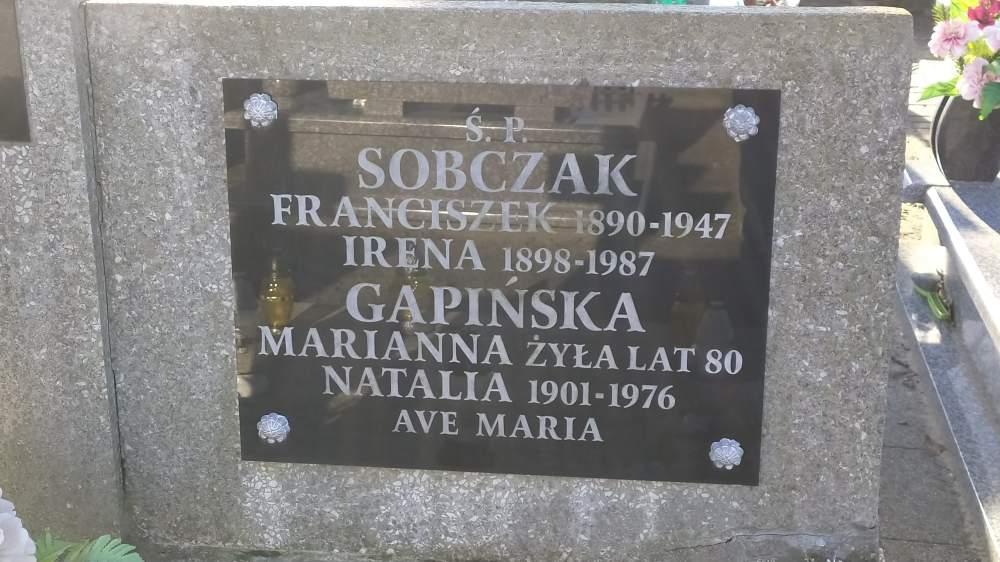 Ś. P.
SOBCZAK
FRANCISZEK 1890-1947
IRENA 1898-1987
GAPIŃSKA
MARIANNA ŻYŁA LAT 80
NATALIA 1901-1976
AVE MARIA